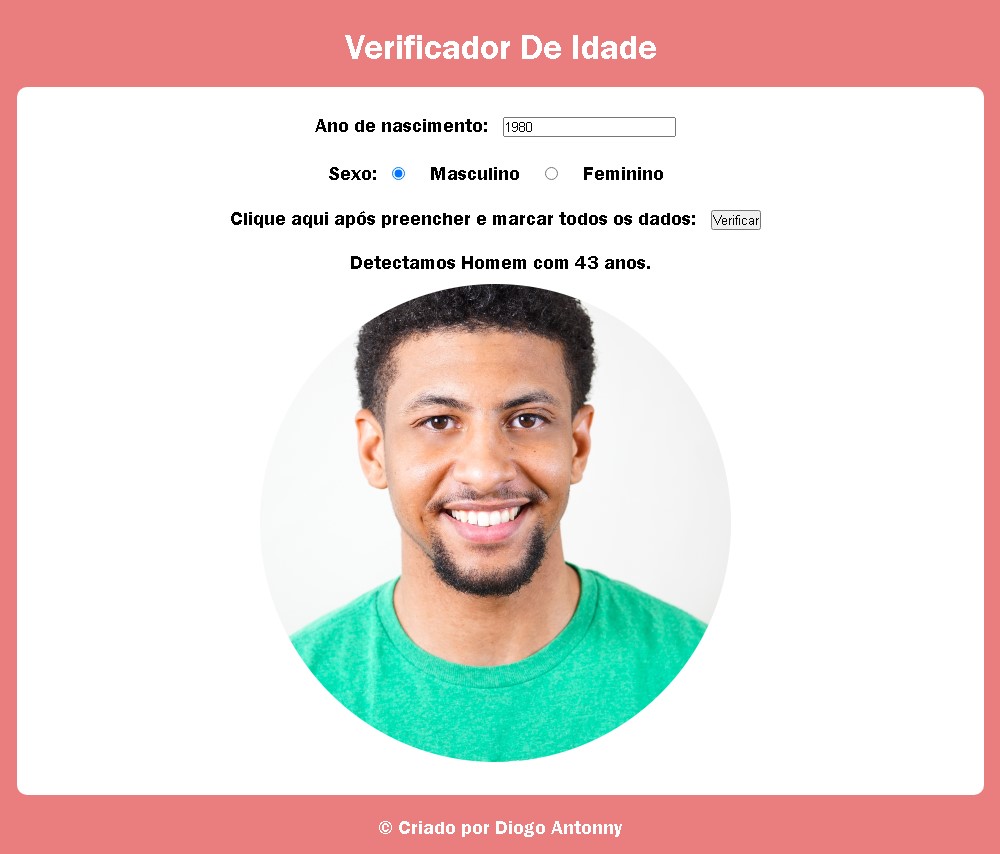 Verificador De Idade
Ano de nascimento: 1980
Sexo: Masculino Feminino
Clique aqui após preencher e marcar todos os dados: Verificar
Detectamos Homem com 43 anos.
© Criado por Diogo Antonny